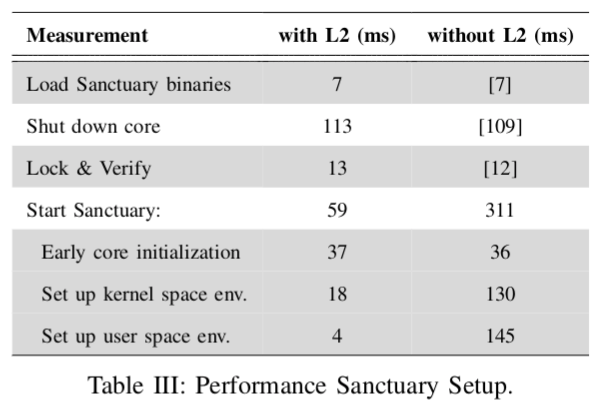 Measurement with L2 (ms) without L2 (ms)
Load Sanctuary binaries 7 [7]
Shut down core 113 [109]
Lock & Verify 13 [12]
Start Sanctuary: 59 311
Early core initialization 37 36
Set up kernel space env. 18 130
Set up user space env. 4 145
Table III: Performance Sanctuary Setup.